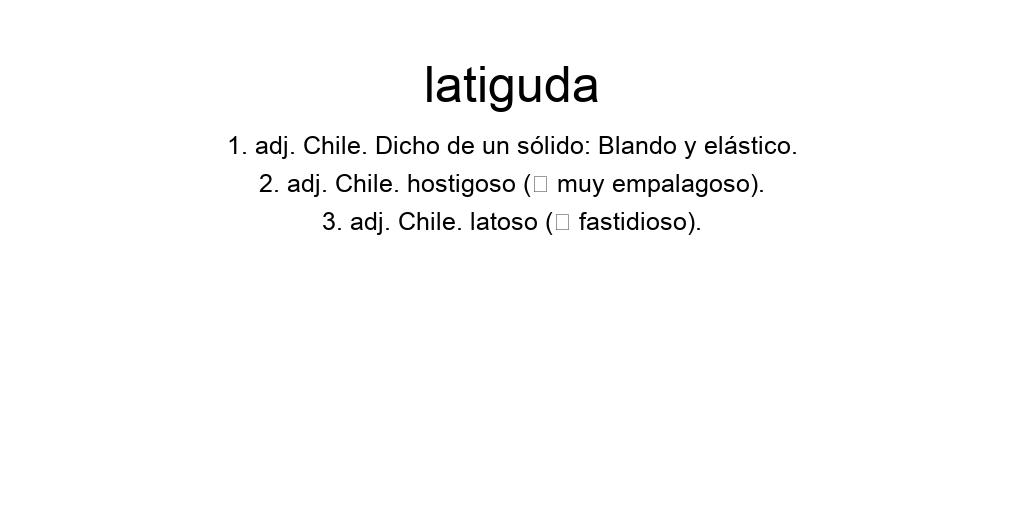 latiguda
1. adj. Chile. Dicho de un sólido: Blando y elástico.
2. adj. Chile. hostigoso (□ muy empalagoso).
3. adj. Chile. latoso (□ fastidioso).